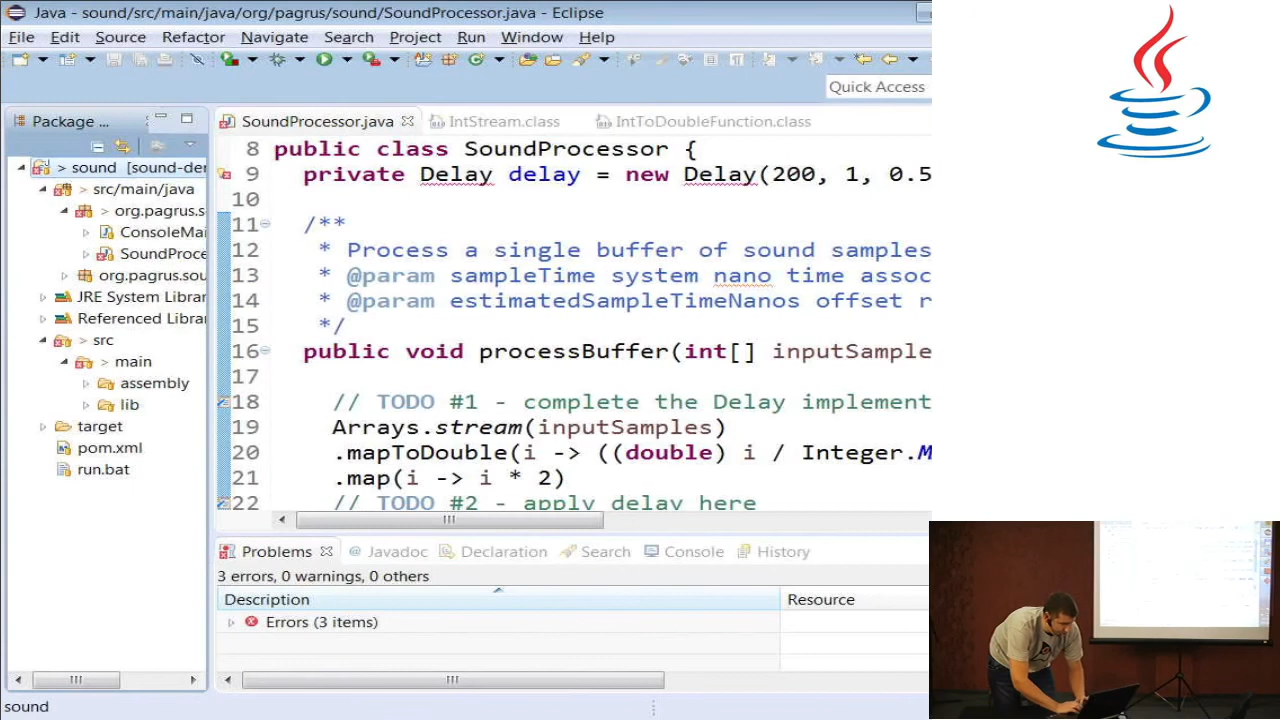 Java - sound/src/main/java/org/pagrus/sound/SoundProcessor.java - Eclipse
File Edit Source Refactor Navigate Search Project Run Window Help
Quick Access
Package ...
SoundProcessor.java IntStream.class IntToDoubleFunction.class
> sound [sound-der
> src/main/java
> org.pagrus.s
ConsoleMai
SoundProce
org.pagrus.sou
JRE System Librar
Referenced Librar
> src
> main
assembly
lib
target
pom.xml
run.bat
8 public class SoundProcessor {
9 private Delay delay = new Delay(200, 1, 0.5
10
11 /**
12 * Process a single buffer of sound samples
13 * @param sampleTime system nano time assoc
14 * @param estimatedSampleTimeNanos offset r
15 */
16 public void processBuffer(int[] inputSample
17
18 // TODO #1 - complete the Delay implement
19 Arrays.stream(inputSamples)
20 .mapToDouble(i -> ((double) i / Integer.M
21 .map(i -> i * 2)
22 // TODO #2 - apply delay here
Problems @ Javadoc Declaration Search Console History
3 errors, 0 warnings, 0 others
Description Resource
Errors (3 items)
sound